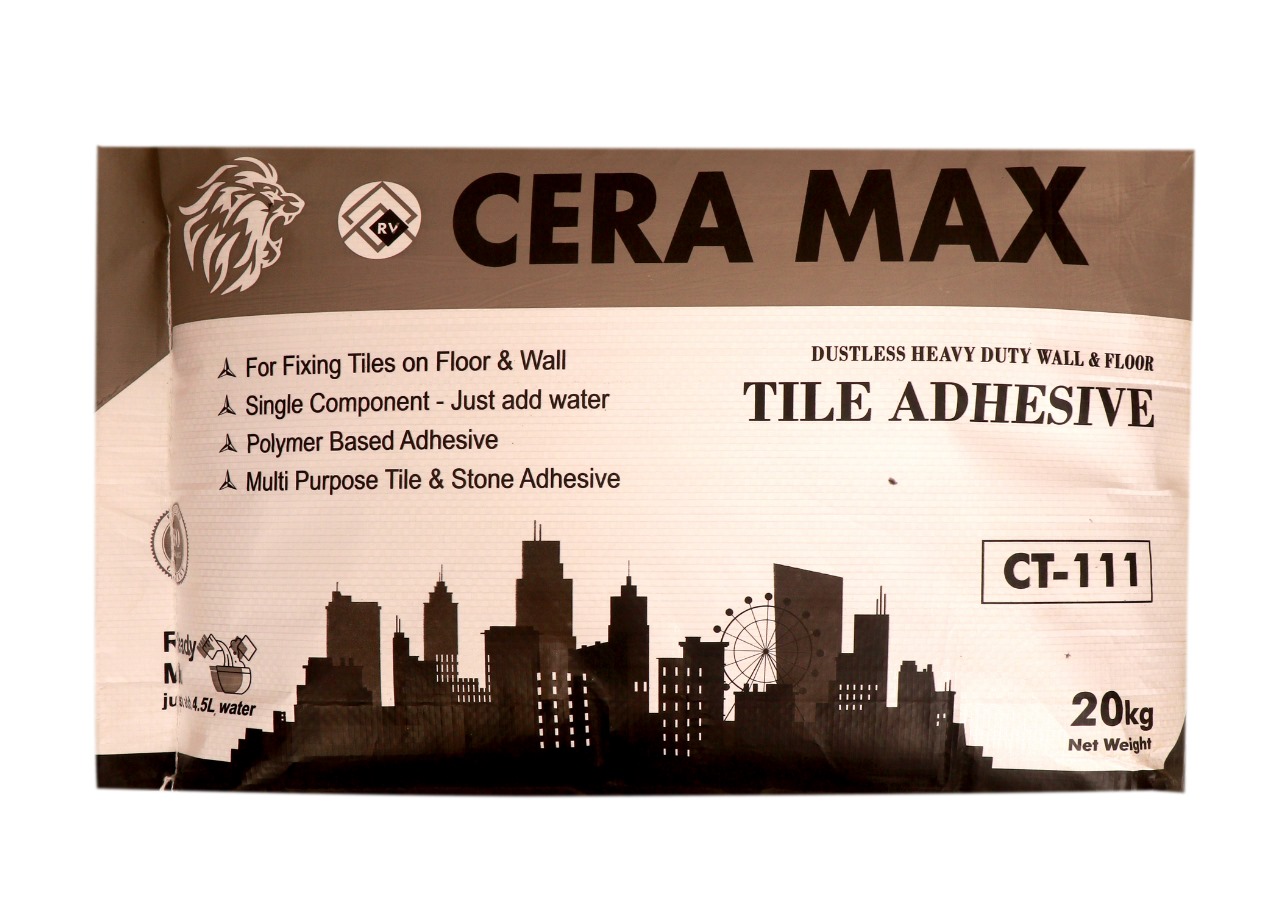 RV
CERA MAX
For Fixing Tiles on Floor & Wall
Single Component - Just add water
Polymer Based Adhesive
Multi Purpose Tile & Stone Adhesive
DUSTLESS HEAVY DUTY WALL & FLOOR
TILE ADHESIVE
CT-111
Ready
4.5L water
20kg
Net Weight